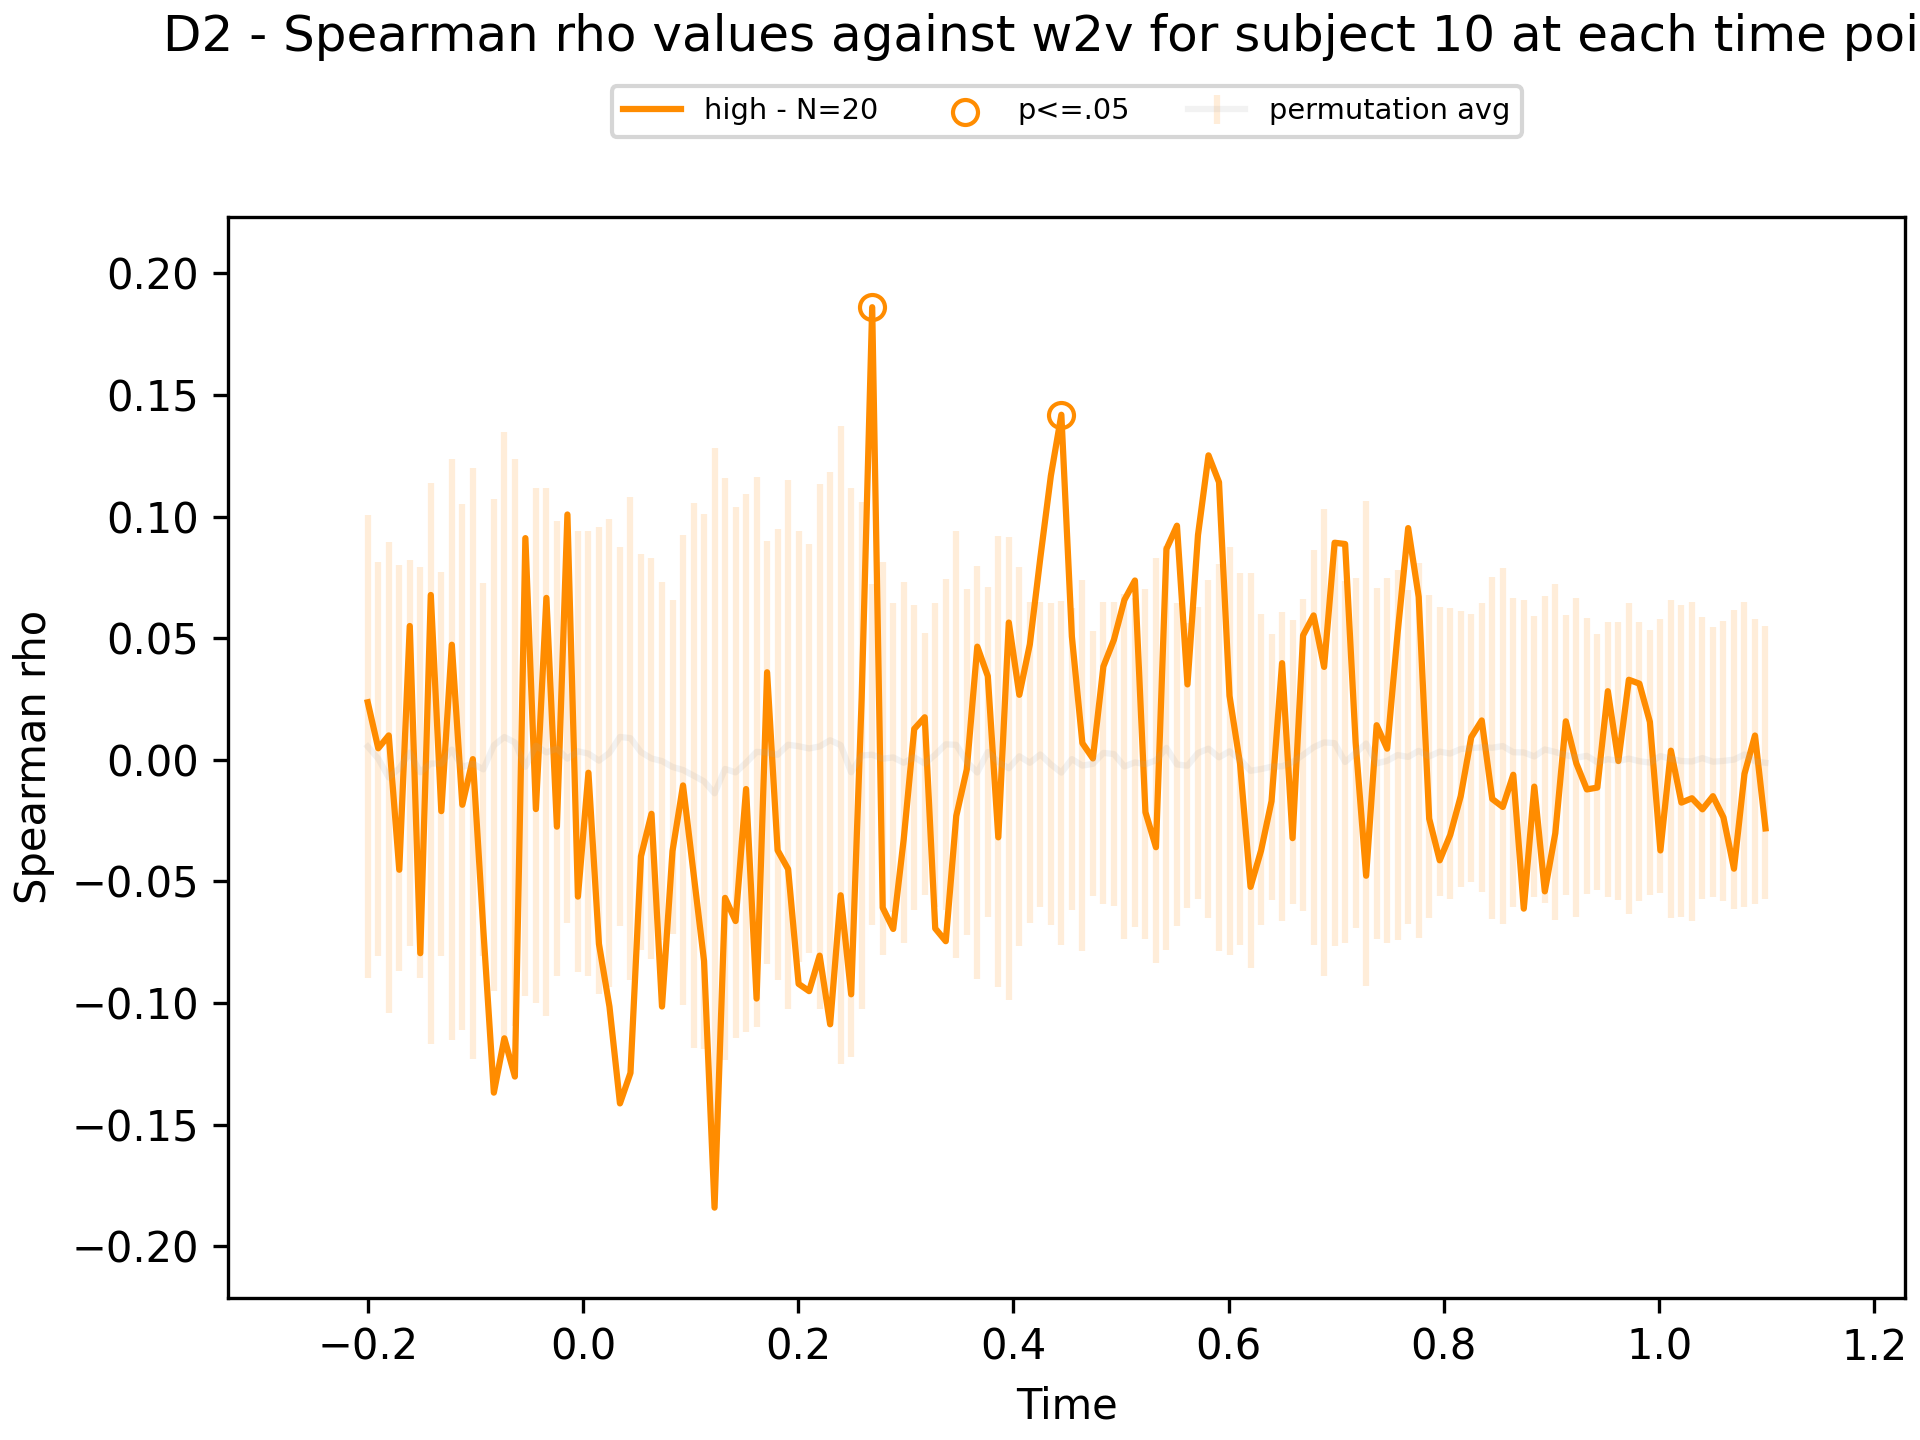 D2 - Spearman rho values against w2v for subject 10 at each time poi
high - N=20 p<=.05 permutation avg
0.20
0.15
0.10
0.05
0.00
−0.05
−0.10
−0.15
−0.20
Spearman rho
−0.2 0.0 0.2 0.4 0.6 0.8 1.0 1.2
Time